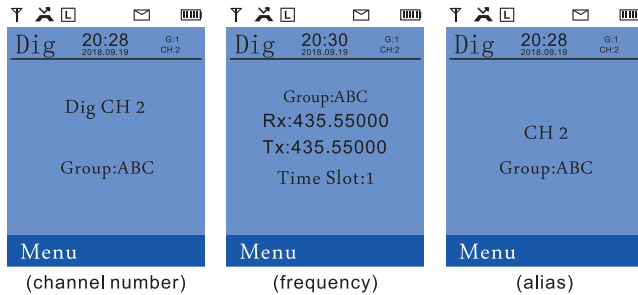 L
Dig 20:28 G:1
2018.09.19 CH:2
Dig CH 2
Group:ABC
Menu
(channel number)
L
Dig 20:30 G:1
2018.09.19 CH:2
Group:ABC
Rx:435.55000
Tx:435.55000
Time Slot:1
Menu
(frequency)
L
Dig 20:28 G:1
2018.09.19 CH:2
CH 2
Group:ABC
Menu
(alias)